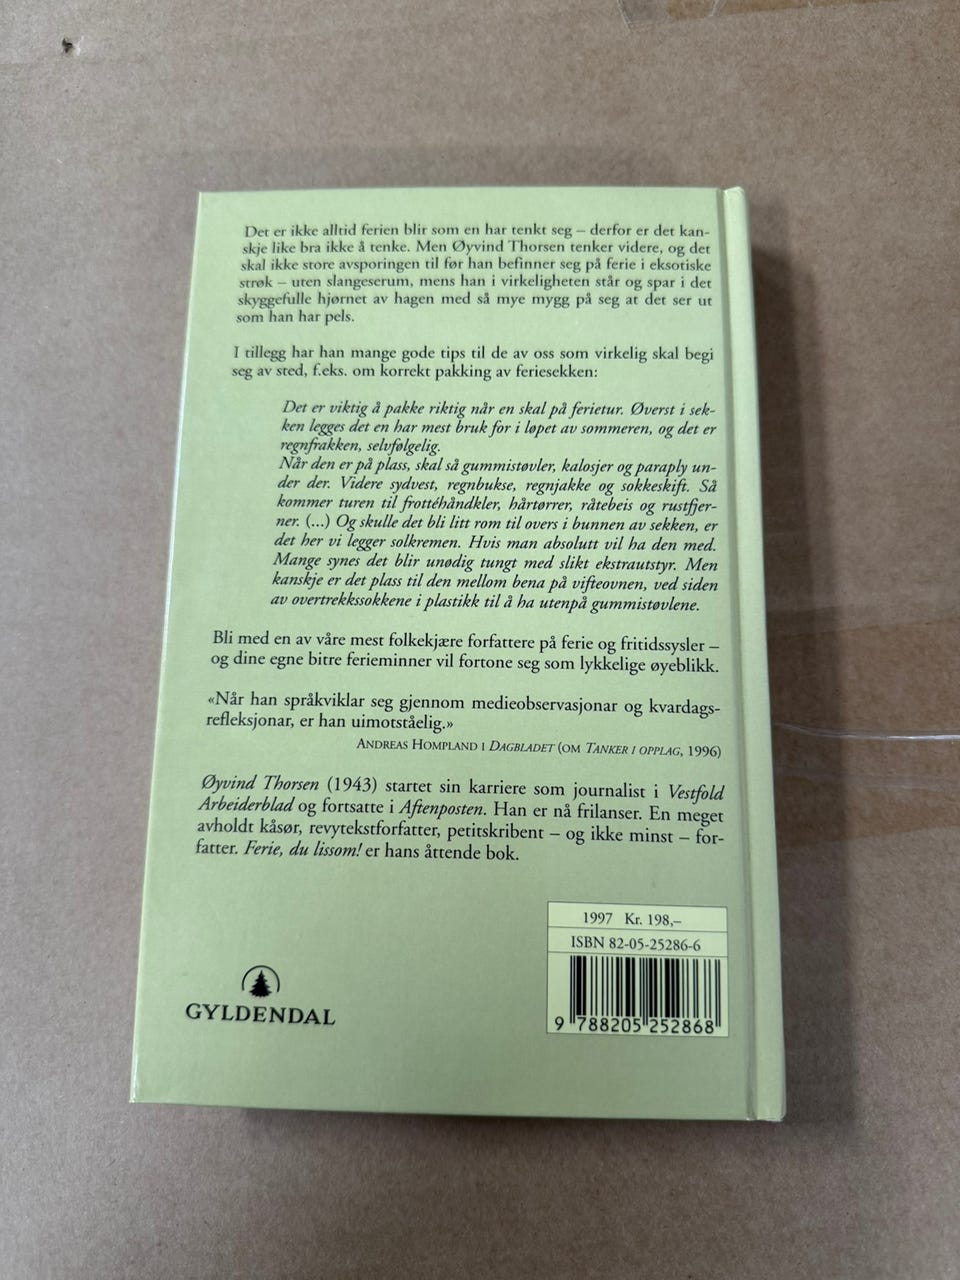 Det er ikke alltid ferien blir som en har tenkt seg – derfor er det kan-
skje like bra ikke å tenke. Men Øyvind Thorsen tenker videre, og det
skal ikke store avsporingen til før han befinner seg på ferie i eksotiske
strøk – uten slangeserum, mens han i virkeligheten står og spar i det
skyggefulle hjørnet av hagen med så mye mygg på seg at det ser ut
som han har pels.
I tillegg har han mange gode tips til de av oss som virkelig skal begi
seg av sted, f.eks. om korrekt pakking av feriesekken:
Det er viktig å pakke riktig når en skal på ferietur. Øverst i sek-
ken legges det en har mest bruk for i løpet av sommeren, og det er
regnfrakken, selvfølgelig.
Når den er på plass, skal så gummistøvler, kalosjer og paraply un-
der der. Videre sydvest, regnbukse, regnjakke og sokkeskift. Så
kommer turen til frottéhåndkler, hårtørrer, råtebeis og rustfjer-
ner. (...) Og skulle det bli litt rom til overs i bunnen av sekken, er
det her vi legger solkremen. Hvis man absolutt vil ha den med.
Mange synes det blir unødig tungt med slikt ekstrautstyr. Men
kanskje er det plass til den mellom bena på vifteovnen, ved siden
av overtrekkssokkene i plastikk til å ha utenpå gummistøvlene.
Bli med en av våre mest folkekjære forfattere på ferie og fritidssysler –
og dine egne bitre ferieminner vil fortone seg som lykkelige øyeblikk.
«Når han språkviklar seg gjennom medieobservasjonar og kvardags-
refleksjonar, er han uimotståelig.»
ANDREAS HOMPLAND I DAGBLADET (OM TANKER I OPPLAG, 1996)
Øyvind Thorsen (1943) startet sin karriere som journalist i Vestfold
Arbeiderblad og fortsatte i Aftenposten. Han er nå frilanser. En meget
avholdt kåsør, revytekstforfatter, petitskribent – og ikke minst – for-
fatter. Ferie, du lissom! er hans åttende bok.
1997 Kr. 198,–
ISBN 82-05-25286-6
9 788205 252868
GYLDENDAL